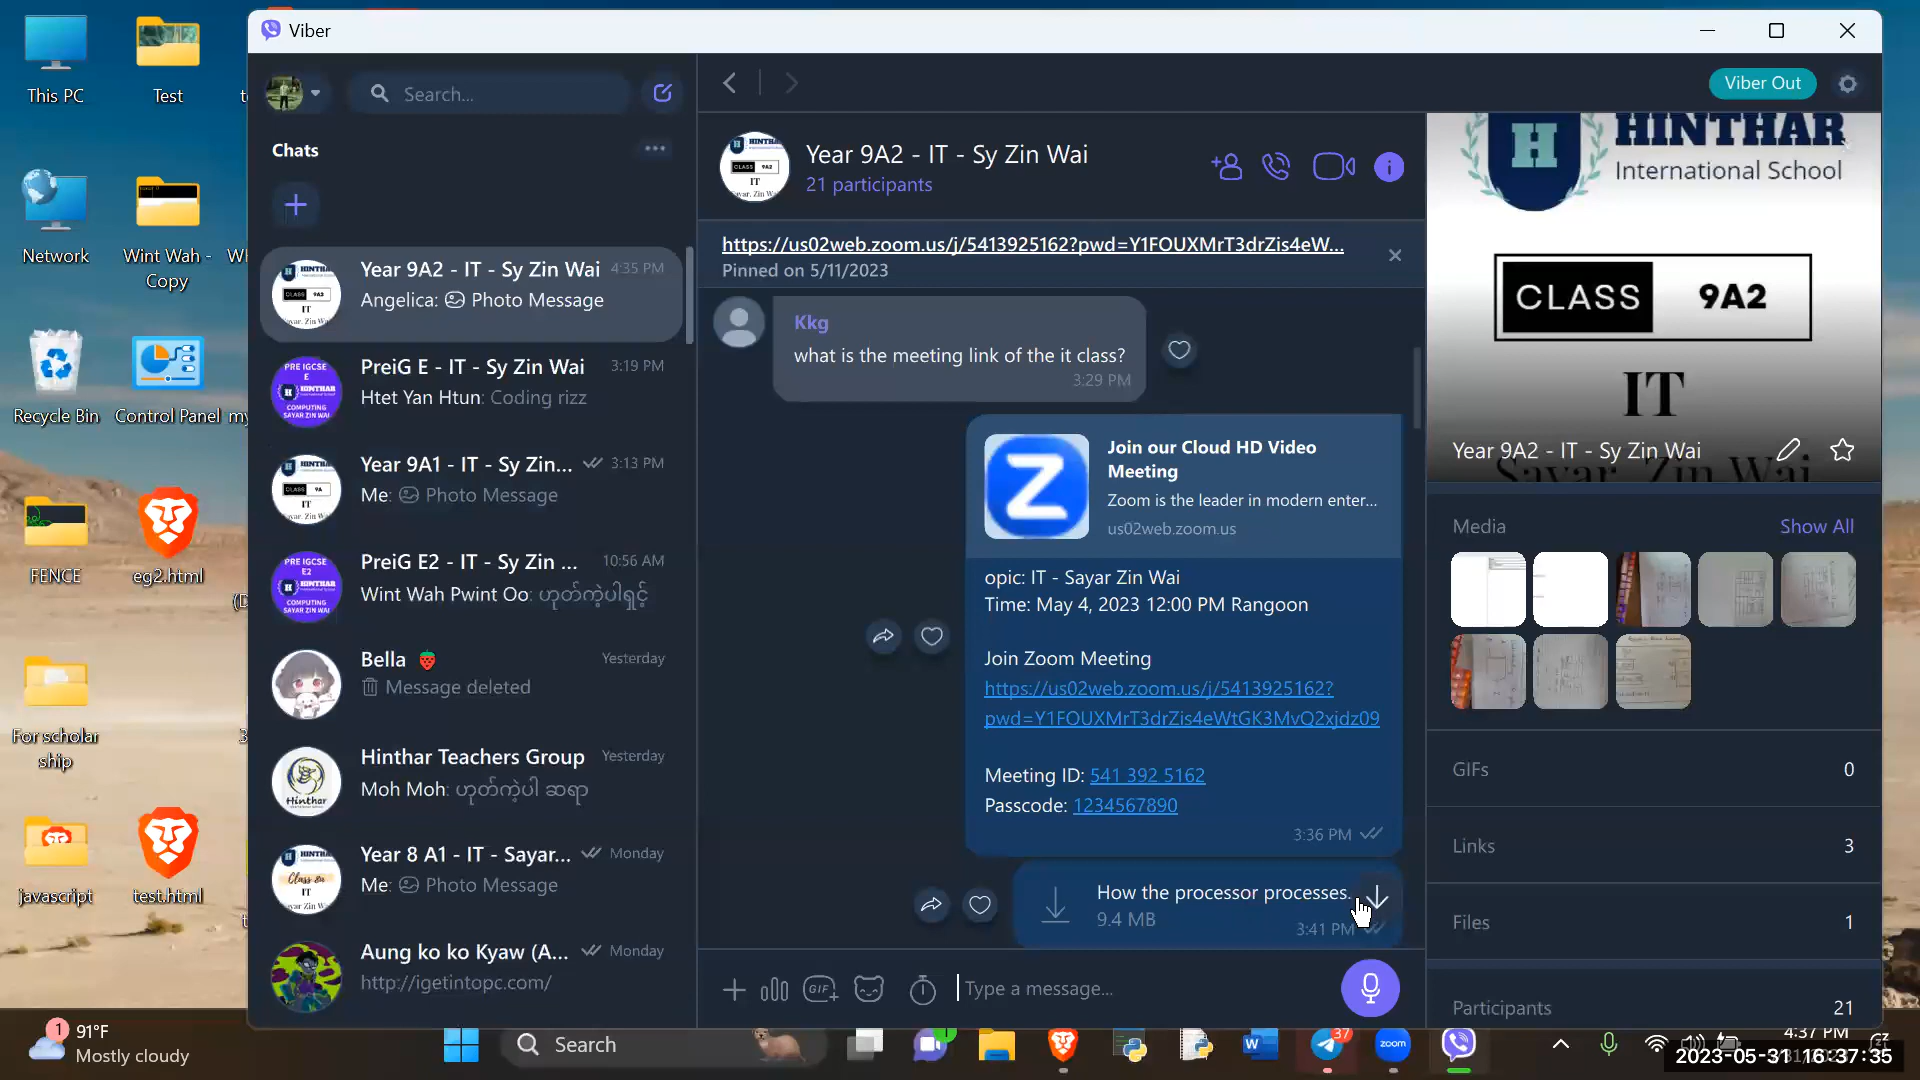 This PC
Test
Network
Wint Wah -
Copy
Recycle Bin
Control Panel
FENCE
eg2.html
For scholar
ship
javascript
test.html
Viber
Search...
Chats
Year 9A2 - IT - Sy Zin Wai
4:35 PM
Angelica: Photo Message
PreiG E - IT - Sy Zin Wai
3:19 PM
Htet Yan Htun: Coding rizz
Year 9A1 - IT - Sy Zin...
3:13 PM
Me: Photo Message
PreiG E2 - IT - Sy Zin ...
10:56 AM
Wint Wah Pwint Oo: ဟုတ်ကဲ့ပါရှင့်
Bella
Yesterday
Message deleted
Hinthar Teachers Group
Yesterday
Moh Moh: ဟုတ်ကဲ့ပါ ဆရာ
Year 8 A1 - IT - Sayar...
Monday
Me: Photo Message
Aung ko ko Kyaw (A...
Monday
http://igetintopc.com/
Viber Out
Year 9A2 - IT - Sy Zin Wai
21 participants
https://us02web.zoom.us/j/5413925162?pwd=Y1FOUXMrT3drZis4eW...
Pinned on 5/11/2023
Kkg
what is the meeting link of the it class?
3:29 PM
Join our Cloud HD Video
Meeting
Zoom is the leader in modern enter...
us02web.zoom.us
opic: IT - Sayar Zin Wai
Time: May 4, 2023 12:00 PM Rangoon
Join Zoom Meeting
https://us02web.zoom.us/j/5413925162?
pwd=Y1FOUXMrT3drZis4eWtGK3MvQ2xjdz09
Meeting ID: 541 392 5162
Passcode: 1234567890
3:36 PM
How the processor processes.
9.4 MB
3:41 PM
Type a message...
HINTHAR
International School
CLASS 9A2
IT
Sayar. Zin Wai
Year 9A2 - IT - Sy Zin Wai
Media
Show All
GIFs
0
Links
3
Files
1
Participants
21
1
91°F
Mostly cloudy
Search
1
37
zoom
4:37 PM
2023-05-31 16:37:35